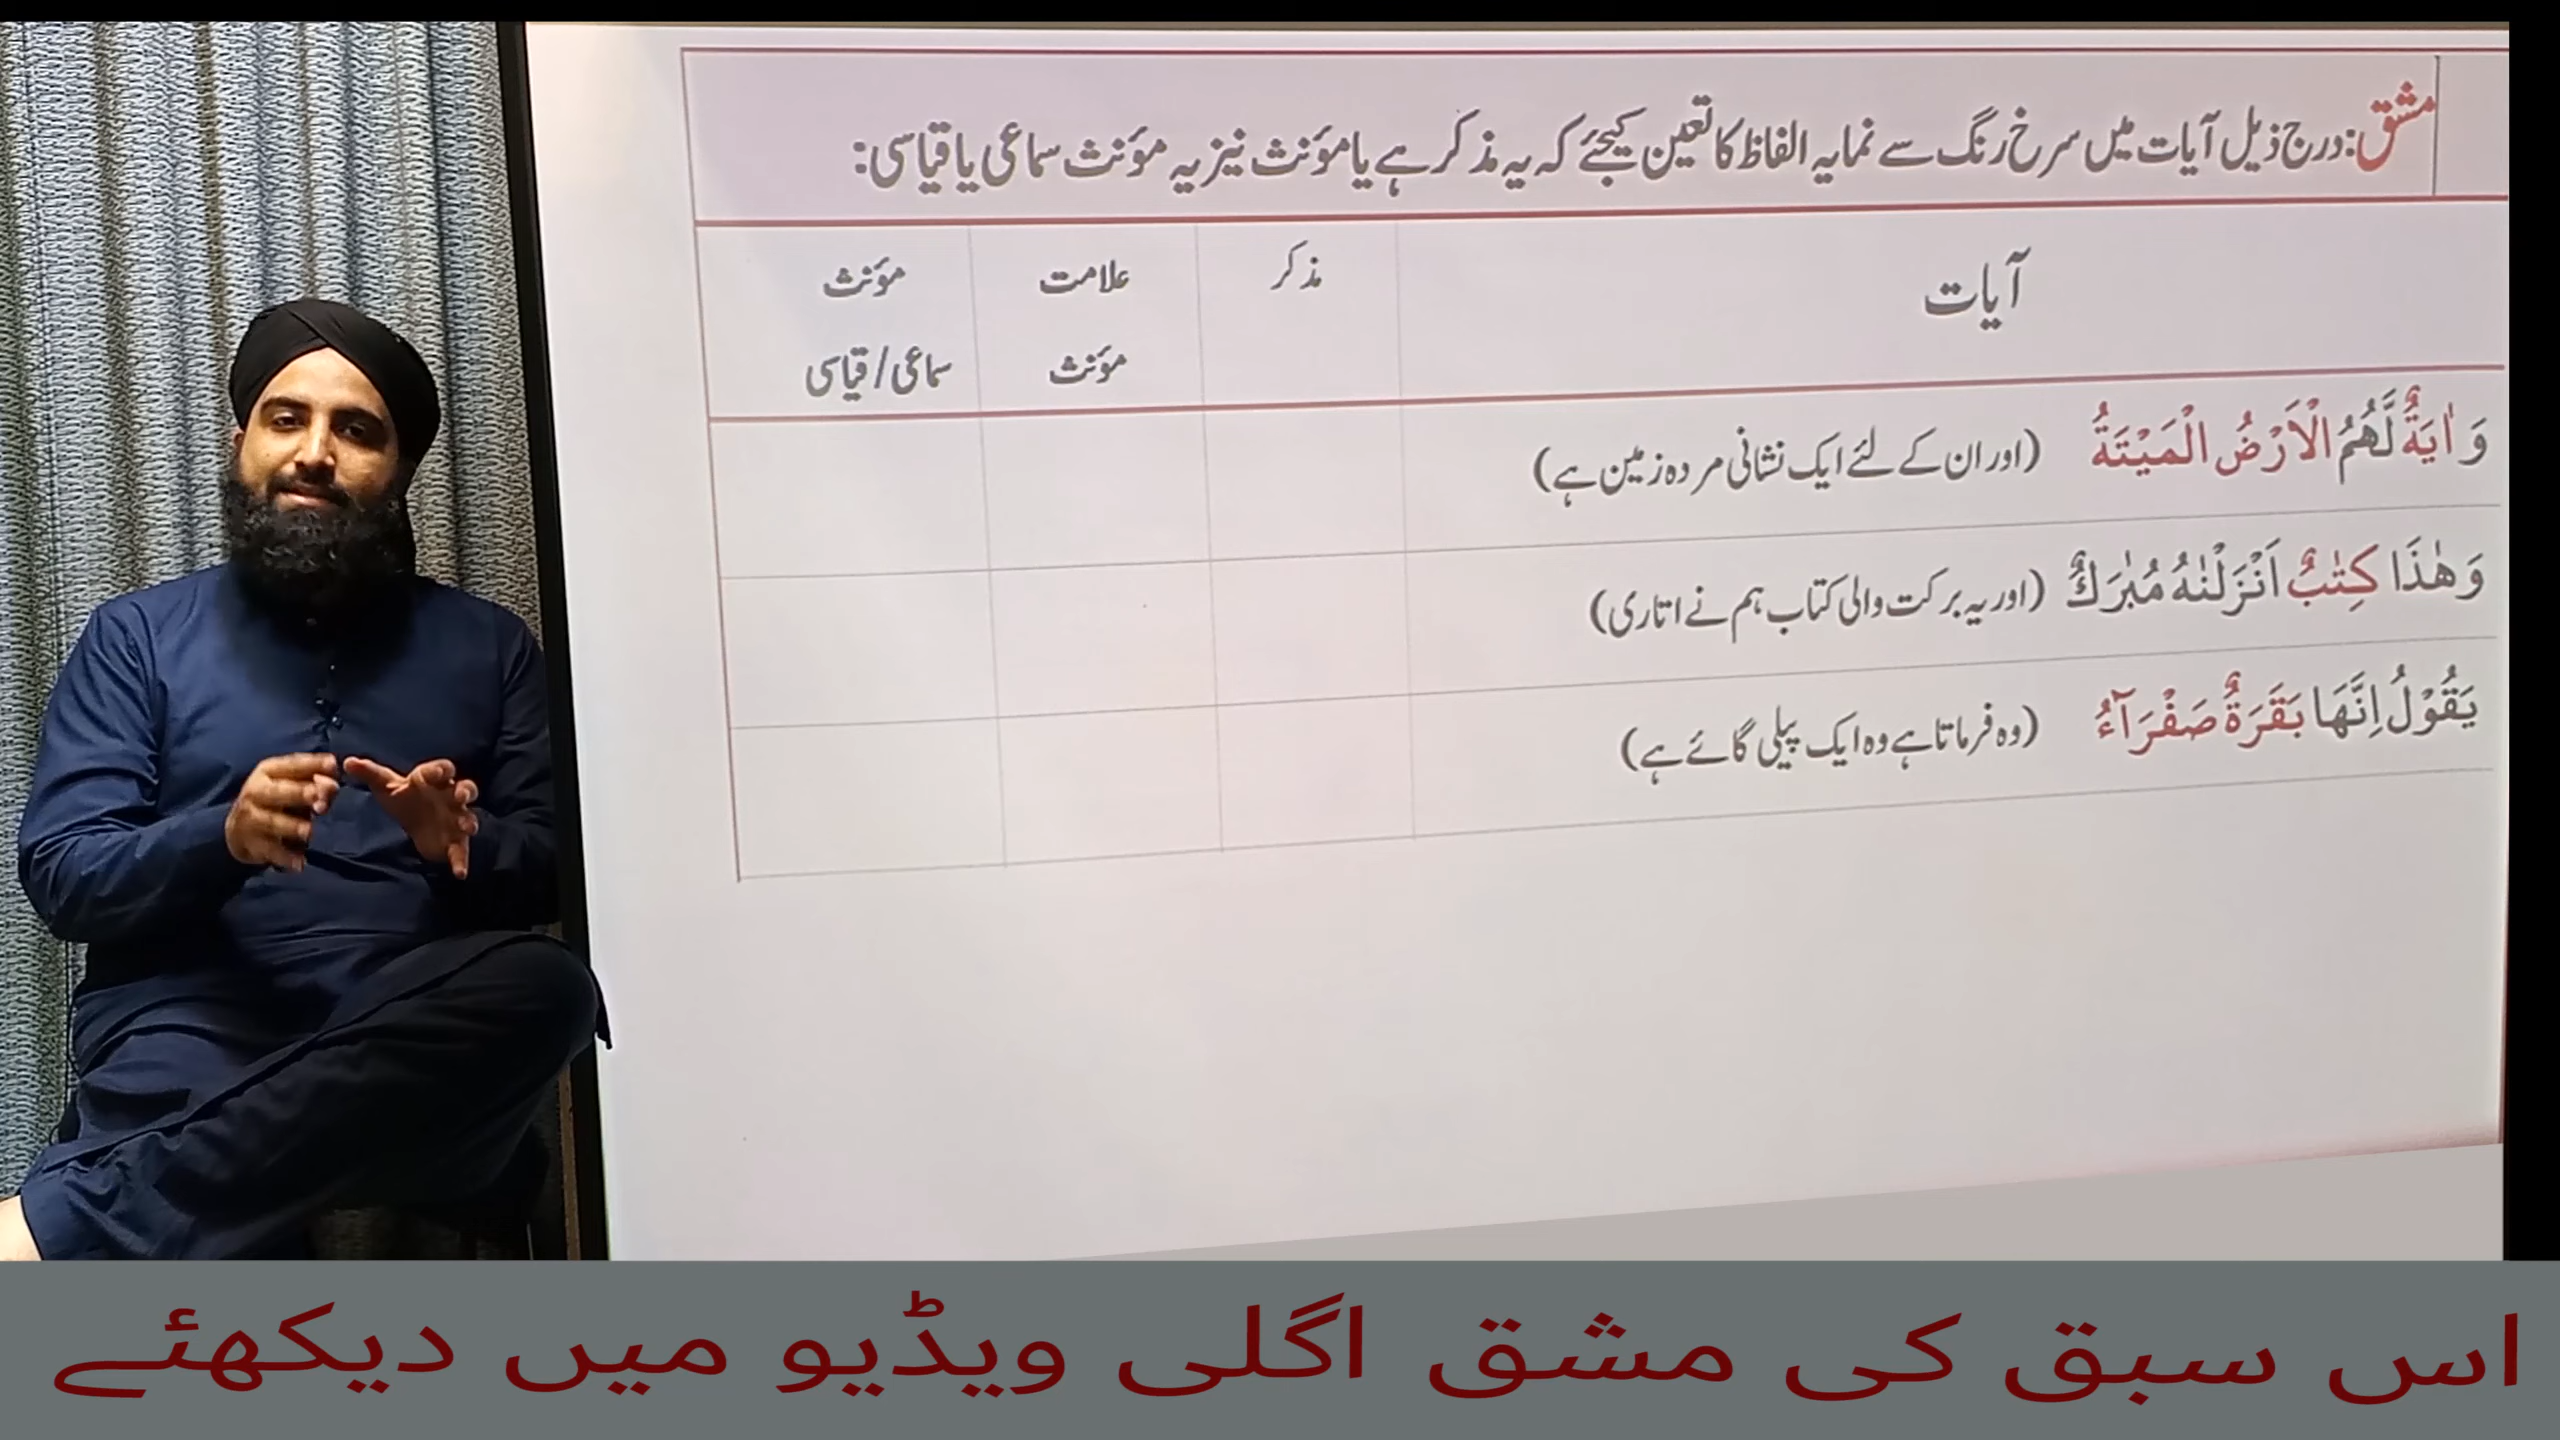 مشق: درج ذیل آیات میں سرخ رنگ سے نمایہ الفاظ کا تعین کیجئے کہ یہ مذکر ہے یا مؤنث نیز یہ مؤنث سماعی یا قیاسی:
آیات
مذکر
علامت
مؤنث
مؤنث
سماعی/قیاسی
وَ اٰیَةٌ لَّهُمُ الْاَرْضُ الْمَیْتَةُ (اور ان کے لئے ایک نشانی مردہ زمین ہے)
وَ هٰذَا كِتٰبٌ اَنْزَلْنٰهُ مُبٰرَكٌ (اور یہ برکت والی کتاب ہم نے اتاری)
یَقُوْلُ اِنَّهَا بَقَرَةٌ صَفْرَآءُ (وہ فرماتا ہے وہ ایک پیلی گائے ہے)
اس سبق کی مشق اگلی ویڈیو میں دیکھئے